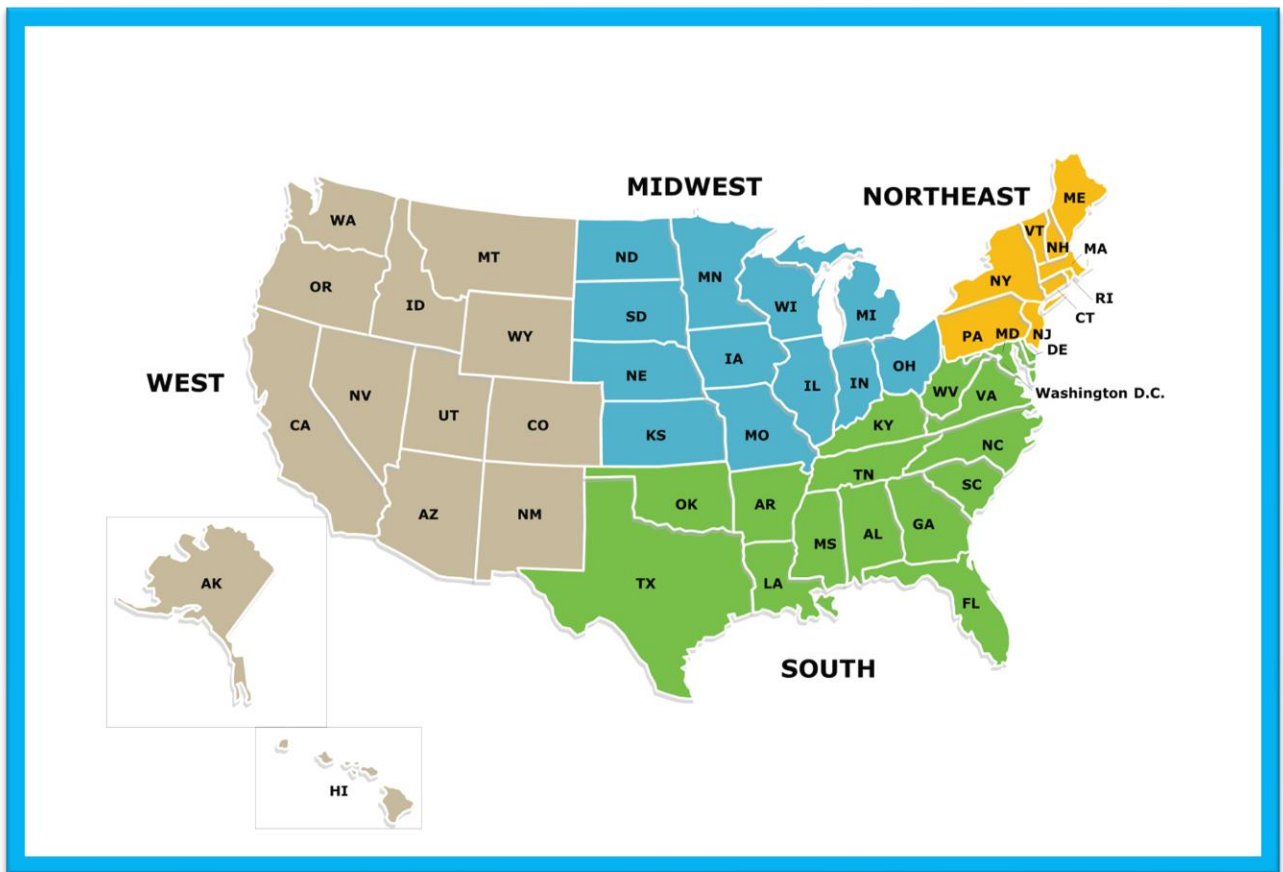 MIDWEST
NORTHEAST
WEST
SOUTH
WA
OR
ID
MT
WY
NV
UT
CO
CA
AZ
NM
AK
HI
ND
SD
NE
KS
MN
IA
MO
WI
IL
MI
IN
OH
ME
VT
NH
MA
NY
RI
CT
PA
NJ
MD
DE
Washington D.C.
WV
VA
KY
NC
TN
SC
OK
AR
TX
LA
MS
AL
GA
FL